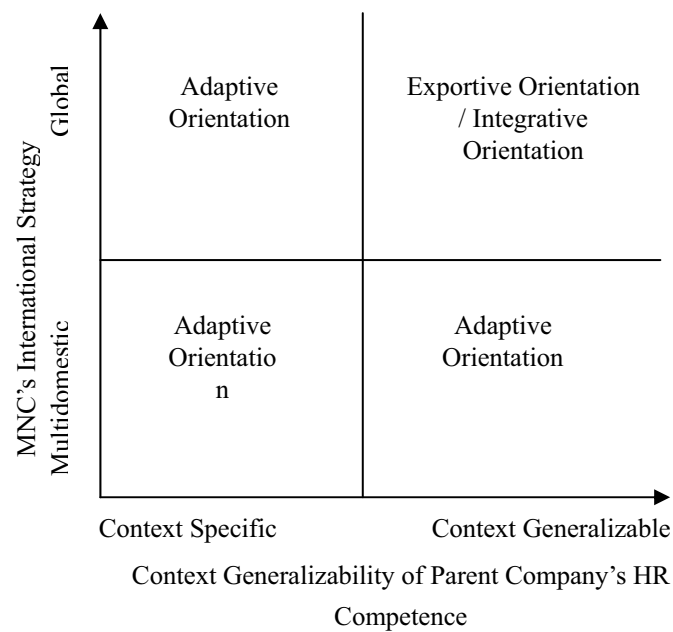 MNC's International Strategy
Global
Multidomestic
Adaptive
Orientation
Exportive Orientation
/ Integrative
Orientation
Adaptive
Orientatio
n
Adaptive
Orientation
Context Specific
Context Generalizable
Context Generalizability of Parent Company's HR
Competence